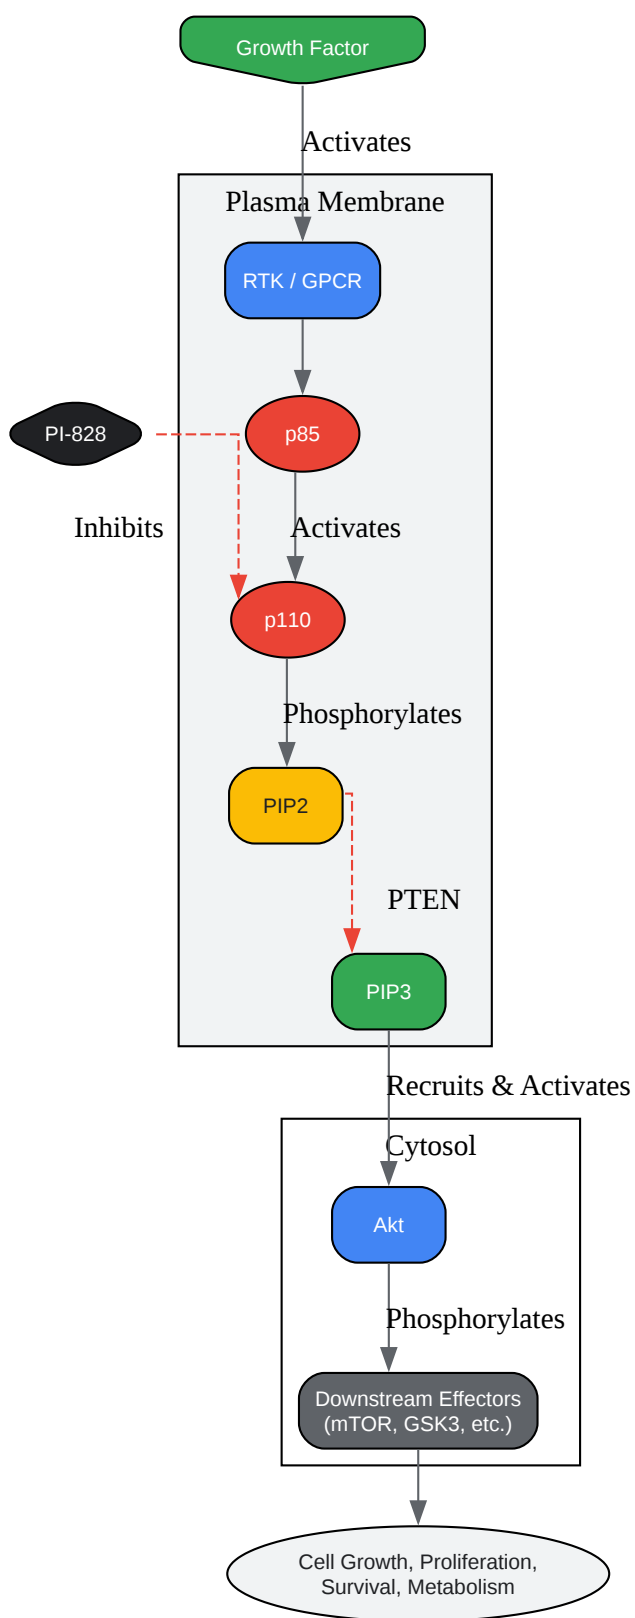 Growth Factor
Activates
Plasma Membrane
RTK / GPCR
PI-828
p85
Inhibits
Activates
p110
Phosphorylates
PIP2
PTEN
PIP3
Recruits & Activates
Cytosol
Akt
Phosphorylates
Downstream Effectors
(mTOR, GSK3, etc.)
Cell Growth, Proliferation,
Survival, Metabolism